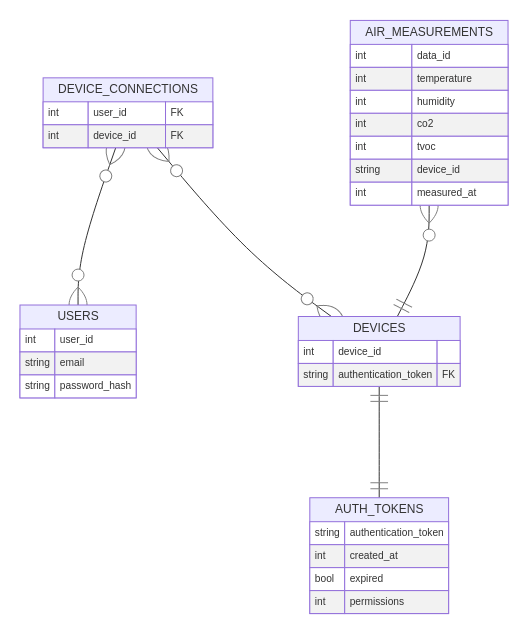 AIR_MEASUREMENTS
int data_id
int temperature
int humidity
int co2
int tvoc
string device_id
int measured_at
DEVICE_CONNECTIONS
int user_id FK
int device_id FK
USERS
int user_id
string email
string password_hash
DEVICES
int device_id
string authentication_token FK
AUTH_TOKENS
string authentication_token
int created_at
bool expired
int permissions